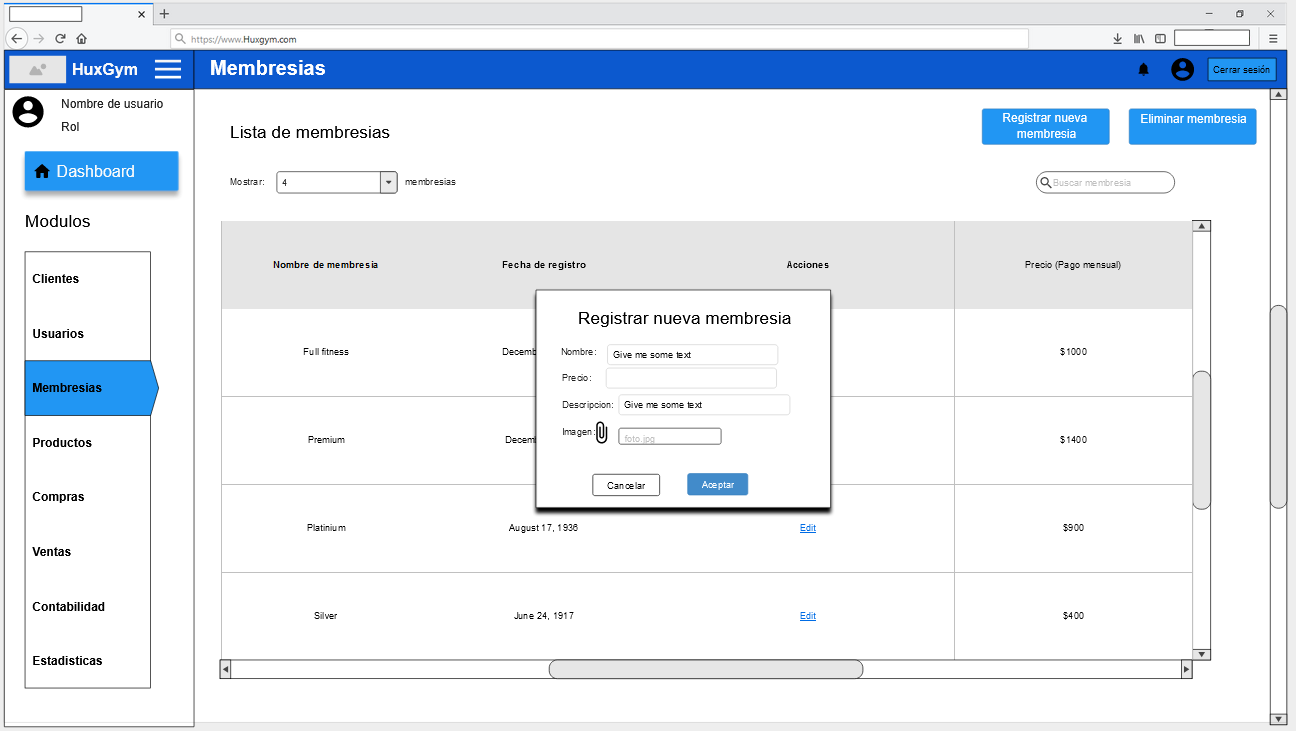 https://www.Huxgym.com
HuxGym
Membresias
Cerrar sesión
Nombre de usuario
Rol
Dashboard
Modulos
Clientes
Usuarios
Membresias
Productos
Compras
Ventas
Contabilidad
Estadisticas
Lista de membresias
Registrar nueva
membresia
Eliminar membresia
Mostrar: 4 membresias
Buscar membresia
Nombre de membresia Fecha de registro Acciones Precio (Pago mensual)
Full fitness Decemb $1000
Premium Decemb $1400
Platinium August 17, 1936 Edit $900
Silver June 24, 1917 Edit $400
Registrar nueva membresia
Nombre: Give me some text
Precio:
Descripcion: Give me some text
Imagen: foto.jpg
Cancelar Aceptar